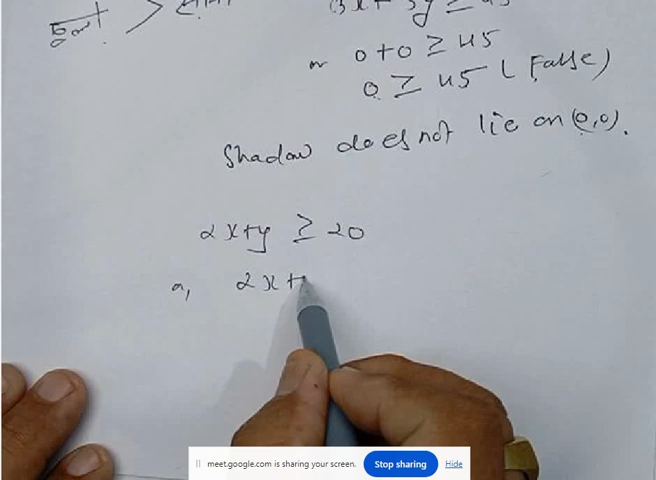 ≥ 45
or 0+0 ≥ 45
0 ≥ 45 (False)
Shadow does not lie on (0,0).
2x+y ≥ 20
2x+
meet.google.com is sharing your screen. Stop sharing Hide